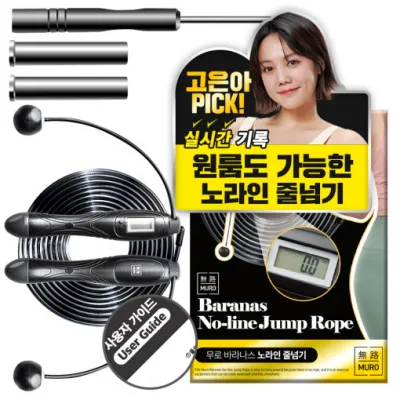 고은아
PICK!
실시간 기록
원룸도 가능한
노라인 줄넘기
0.0
無路
MURO
Baranas
No-line Jump Rope
무로 바라나스 노라인 줄넘기
無路
MURO
사용자 가이드
User Guide